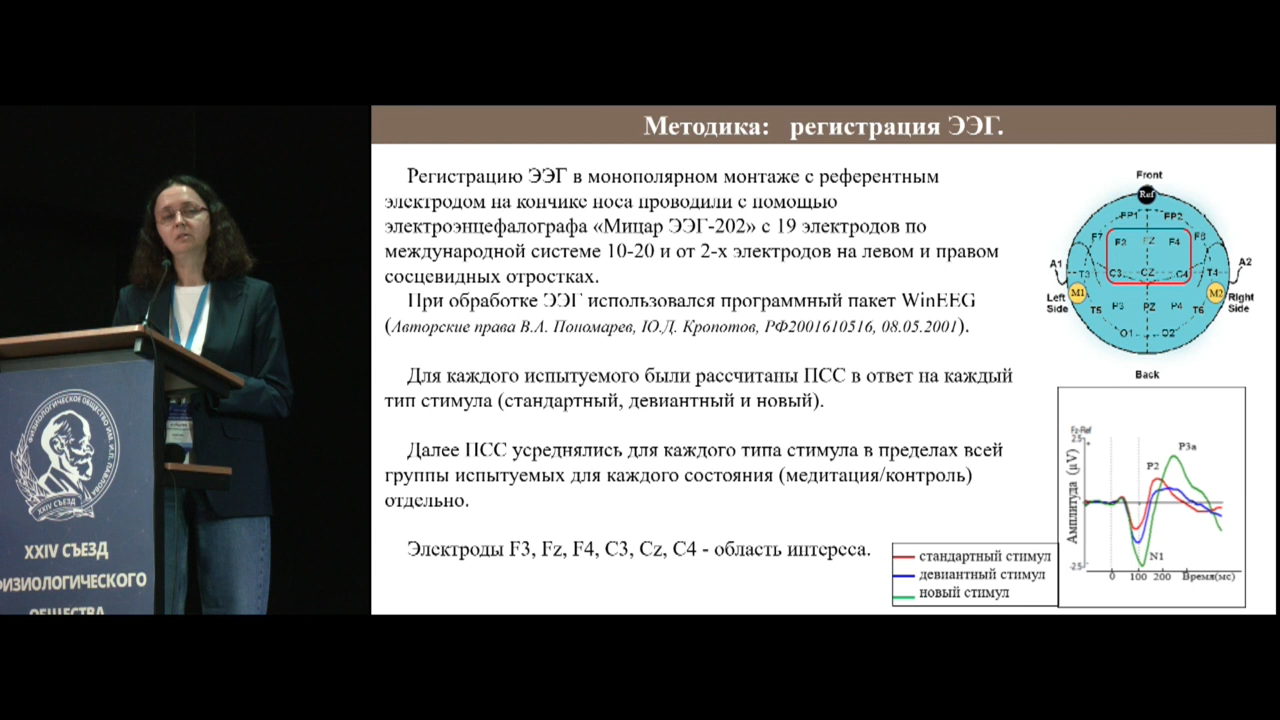 Методика: регистрация ЭЭГ.
Регистрацию ЭЭГ в монополярном монтаже с референтным
электродом на кончике носа проводили с помощью
электроэнцефалографа «Мицар ЭЭГ-202» с 19 электродов по
международной системе 10-20 и от 2-х электродов на левом и правом
сосцевидных отростках.
При обработке ЭЭГ использовался программный пакет WinEEG
(Авторские права В.А. Пономарев, Ю.Д. Кропотов, РФ2001610516, 08.05.2001).
Для каждого испытуемого были рассчитаны ПСС в ответ на каждый
тип стимула (стандартный, девиантный и новый).
Далее ПСС усреднялись для каждого типа стимула в пределах всей
группы испытуемых для каждого состояния (медитация/контроль)
отдельно.
Электроды F3, Fz, F4, C3, Cz, C4 - область интереса.
Front
Ref
FP1 FP2
F7 F3 FZ F4 F8
A1 A2
T3 C3 CZ C4 T4
M1 M2
Left Side
Right Side
T5 P3 PZ P4 T6
O1 O2
Back
Fz-Ref
2.5
Амплитуда (µV)
P2
P3a
N1
-2.5
0 100 200 Время(мс)
стандартный стимул
девиантный стимул
новый стимул
ФИЗИОЛОГИЧЕСКОЕ ОБЩЕСТВО ИМ. И.П. ПАВЛОВА
XXIV СЪЕЗД
XXIV СЪЕЗД
ФИЗИОЛОГИЧЕСКОГО
ОБЩЕСТВА